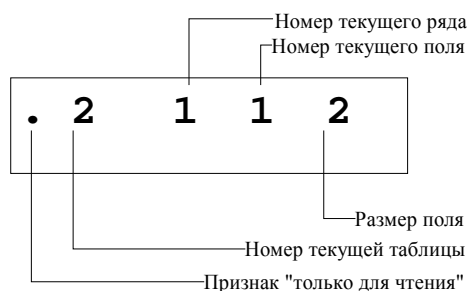 Номер текущего ряда
Номер текущего поля
. 2 1 1 2
Размер поля
Номер текущей таблицы
Признак "только для чтения"